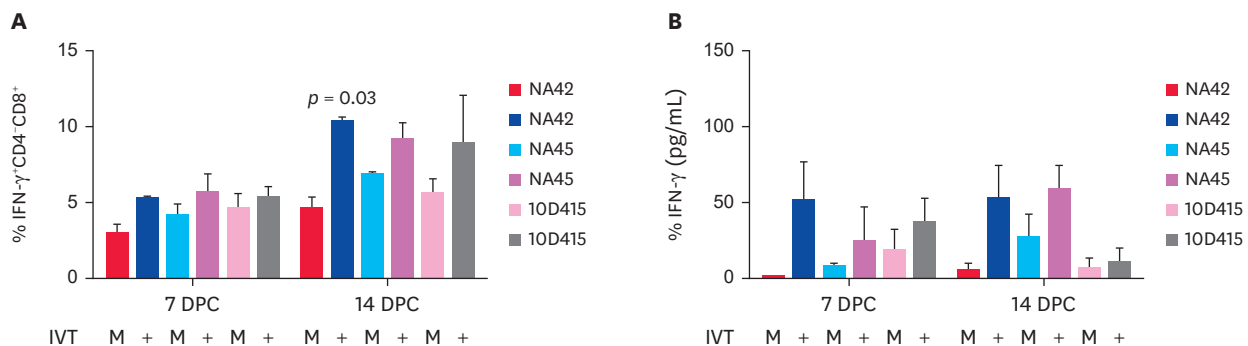 A
% IFN-γ⁺CD4⁻CD8⁺
15
10
5
0
p = 0.03
7 DPC
14 DPC
IVT M + M + M + M + M + M +
NA42
NA42
NA45
NA45
10D415
10D415
B
% IFN-γ (pg/mL)
150
100
50
0
7 DPC
14 DPC
IVT M + M + M + M + M + M +
NA42
NA42
NA45
NA45
10D415
10D415